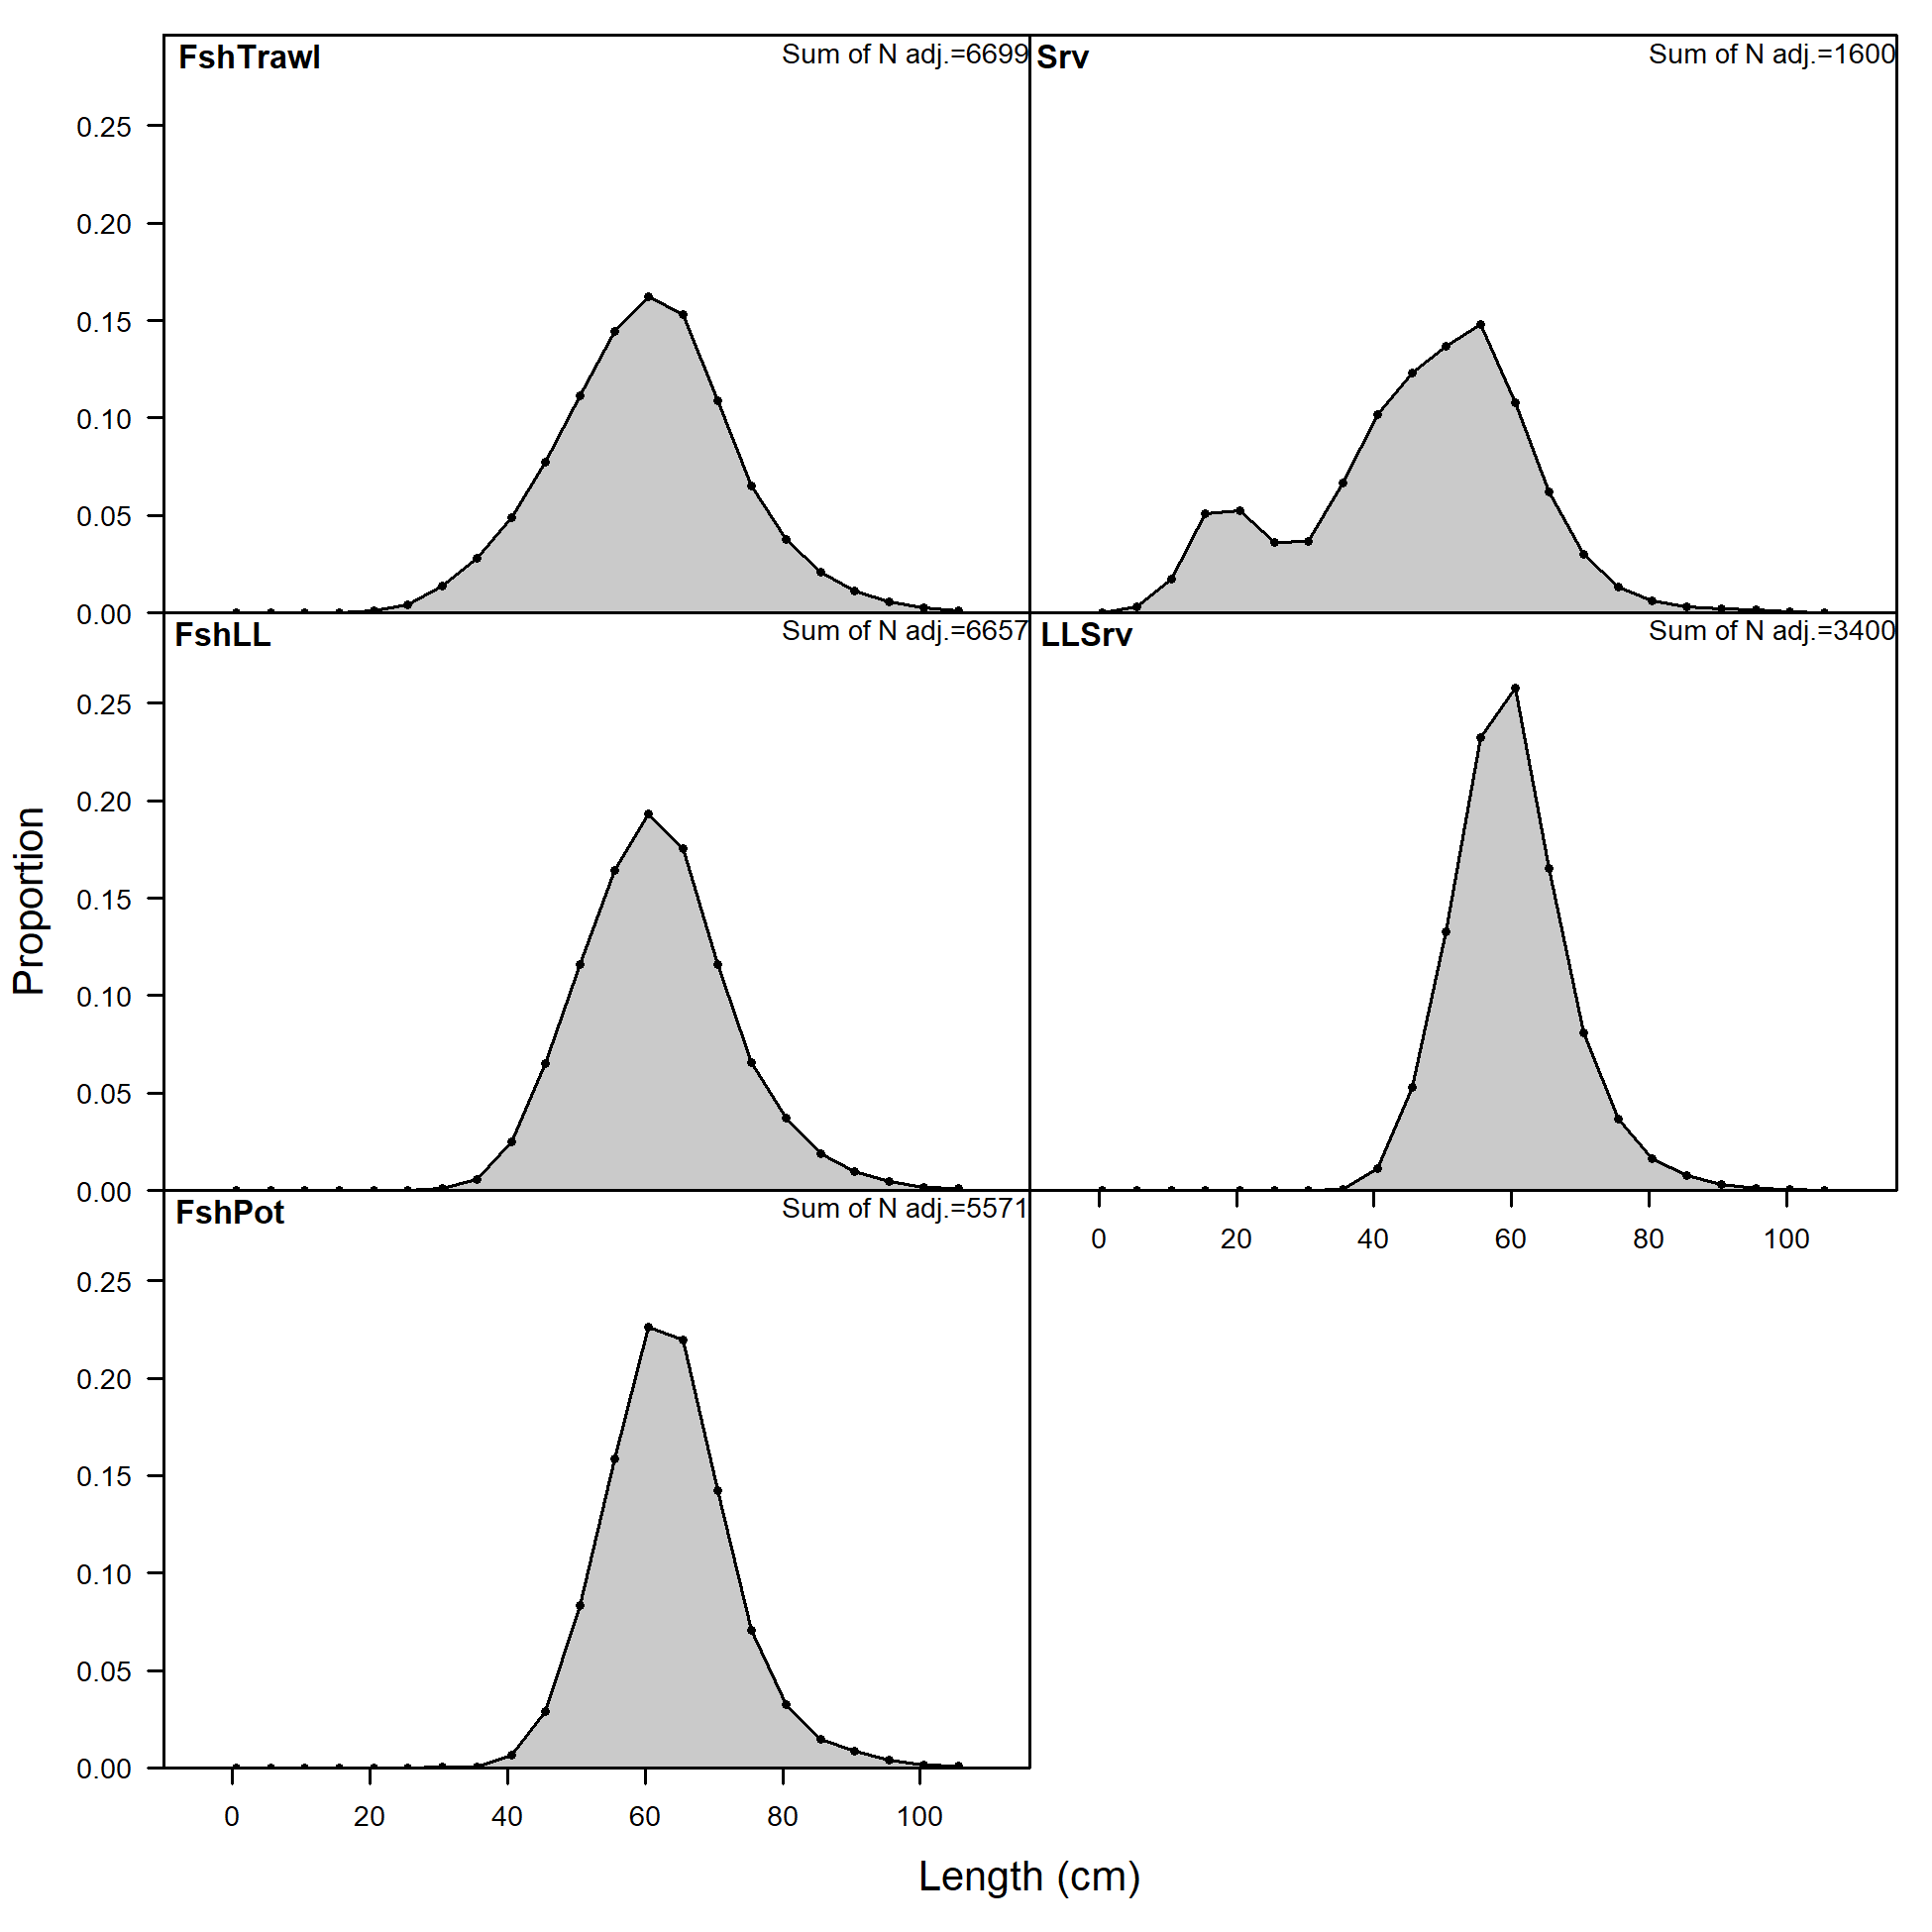 FshTrawl
Sum of N adj.=6699
0.25
0.20
0.15
0.10
0.05
0.00
Srv
Sum of N adj.=1600
FshLL
Sum of N adj.=6657
0.25
0.20
0.15
0.10
0.05
0.00
LLSrv
Sum of N adj.=3400
0 20 40 60 80 100
FshPot
Sum of N adj.=5571
0.25
0.20
0.15
0.10
0.05
0.00
0 20 40 60 80 100
Proportion
Length (cm)